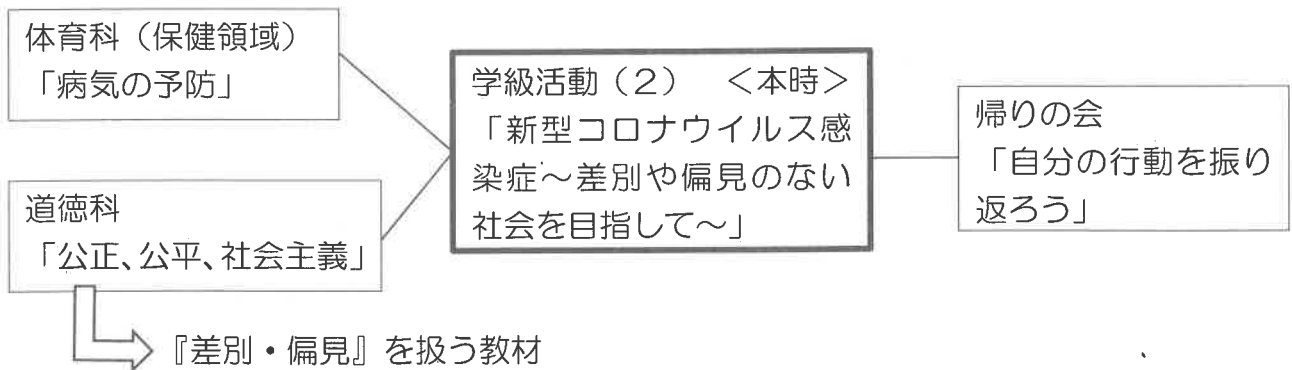 体育科（保健領域）
「病気の予防」
道徳科
「公正、公平、社会主義」
『差別・偏見』を扱う教材
学級活動（２）　＜本時＞
「新型コロナウイルス感
染症～差別や偏見のない
社会を目指して～」
帰りの会
「自分の行動を振り
返ろう」